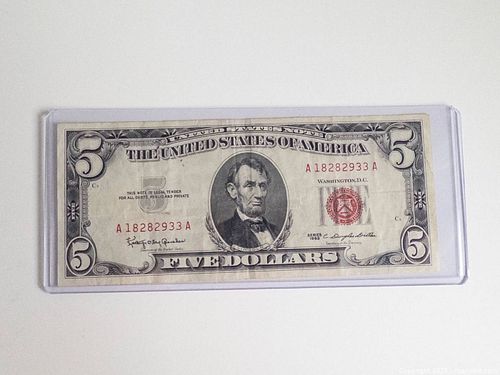 UNITED STATES NOTE
THE UNITED STATES OF AMERICA
5
5
A 18282933 A
WASHINGTON, D.C.
THIS NOTE IS LEGAL TENDER
FOR ALL DEBTS, PUBLIC AND PRIVATE
A 18282933 A
SERIES
1963
5
FIVE DOLLARS
5